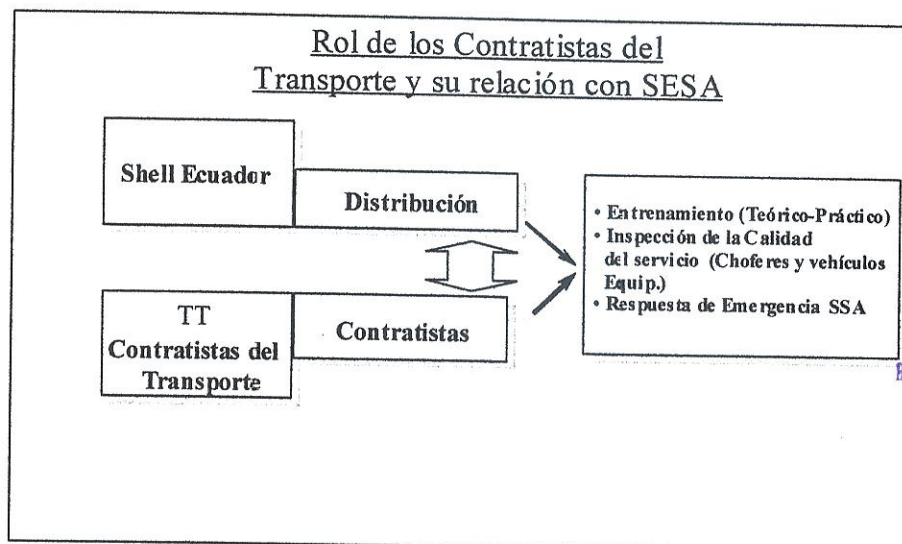 Rol de los Contratistas del
Transporte y su relación con SESA
Shell Ecuador
Distribución
TT
Contratistas del
Transporte
Contratistas
• Entrenamiento (Teórico-Práctico)
• Inspección de la Calidad
del servicio (Choferes y vehículos
Equip.)
• Respuesta de Emergencia SSA